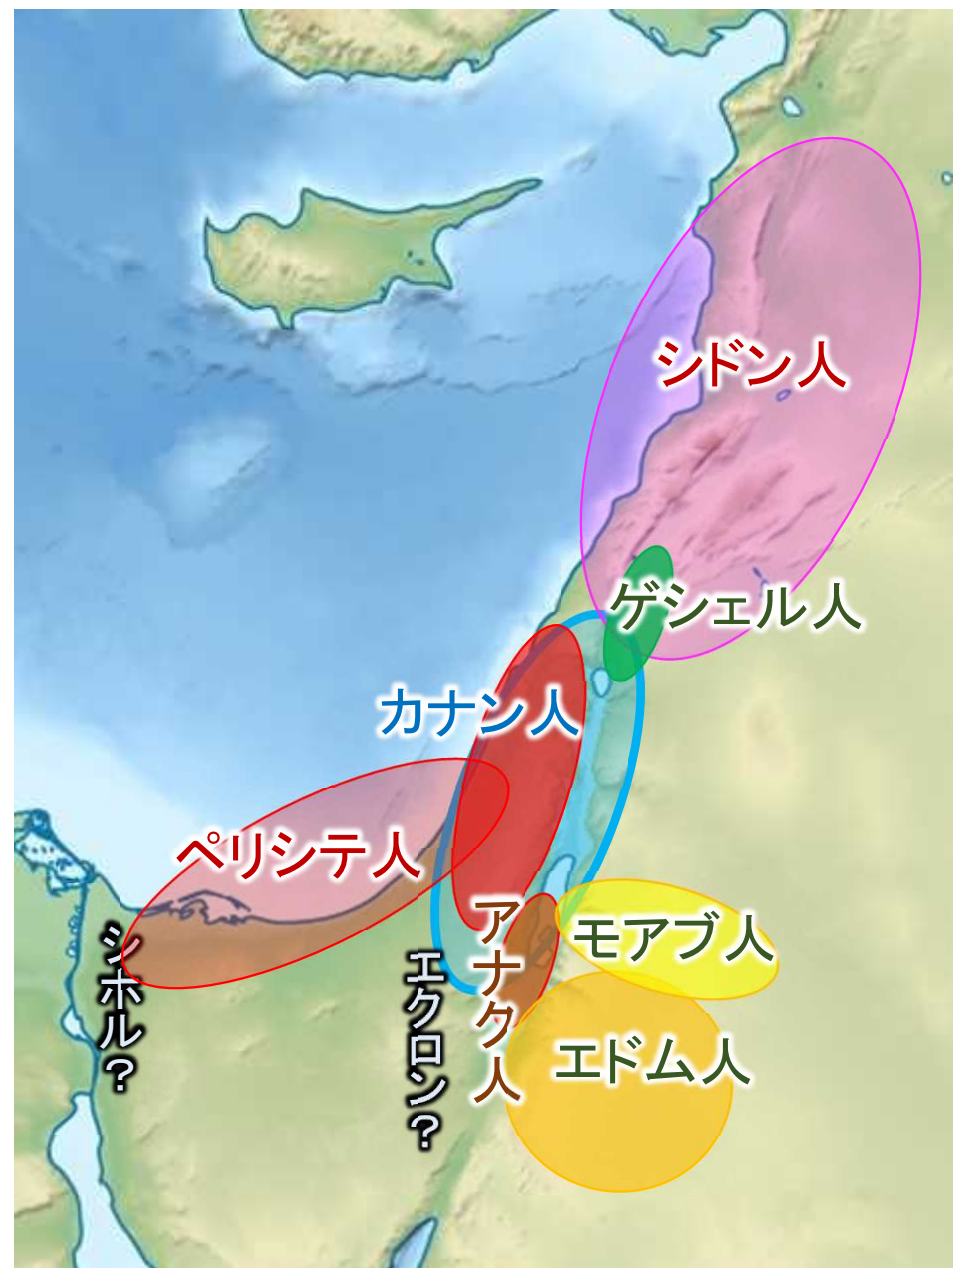 シドン人
ゲシェル人
カナン人
ペリシテ人
アナク人
モアブ人
シホル？
エクロン？
エドム人